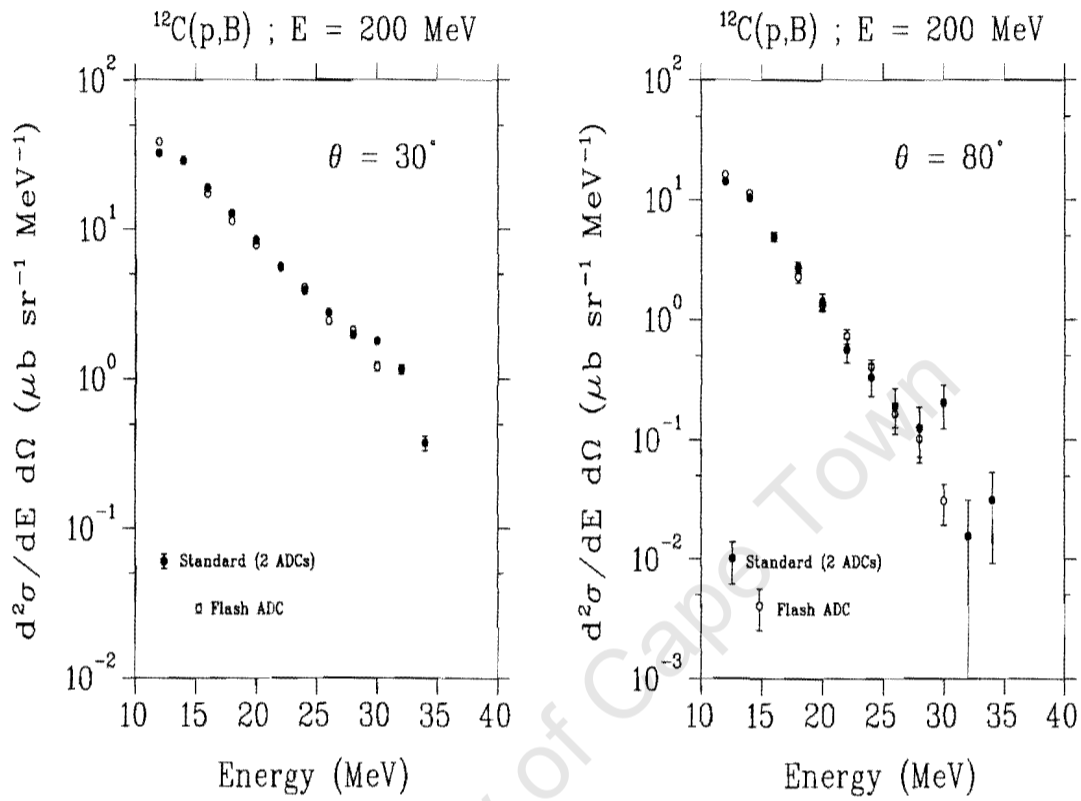 ¹²C(p,B) ; E = 200 MeV
θ = 30°
10²
10¹
10⁰
10⁻¹
10⁻²
d²σ/dE dΩ (μb sr⁻¹ MeV⁻¹)
Standard (2 ADCs)
Flash ADC
10 15 20 25 30 35 40
Energy (MeV)
¹²C(p,B) ; E = 200 MeV
θ = 80°
10²
10¹
10⁰
10⁻¹
10⁻²
10⁻³
d²σ/dE dΩ (μb sr⁻¹ MeV⁻¹)
Standard (2 ADCs)
Flash ADC
10 15 20 25 30 35 40
Energy (MeV)
of Cape Town